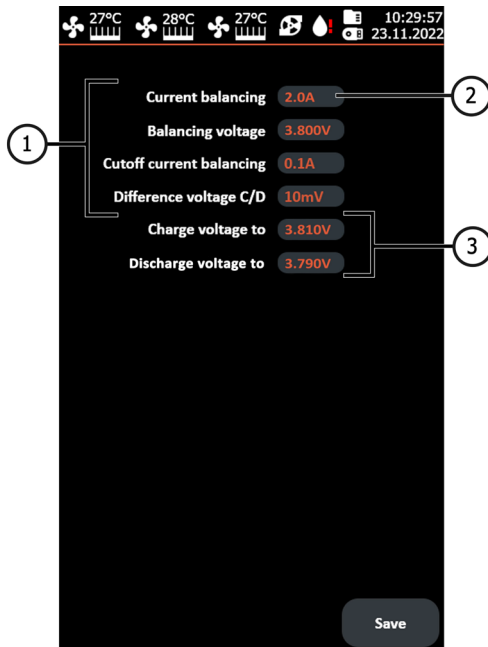 27°C 28°C 27°C 10:29:57
23.11.2022
Current balancing 2.0A
2
Balancing voltage 3.800V
1
Cutoff current balancing 0.1A
Difference voltage C/D 10mV
Charge voltage to 3.810V
3
Discharge voltage to 3.790V
Save